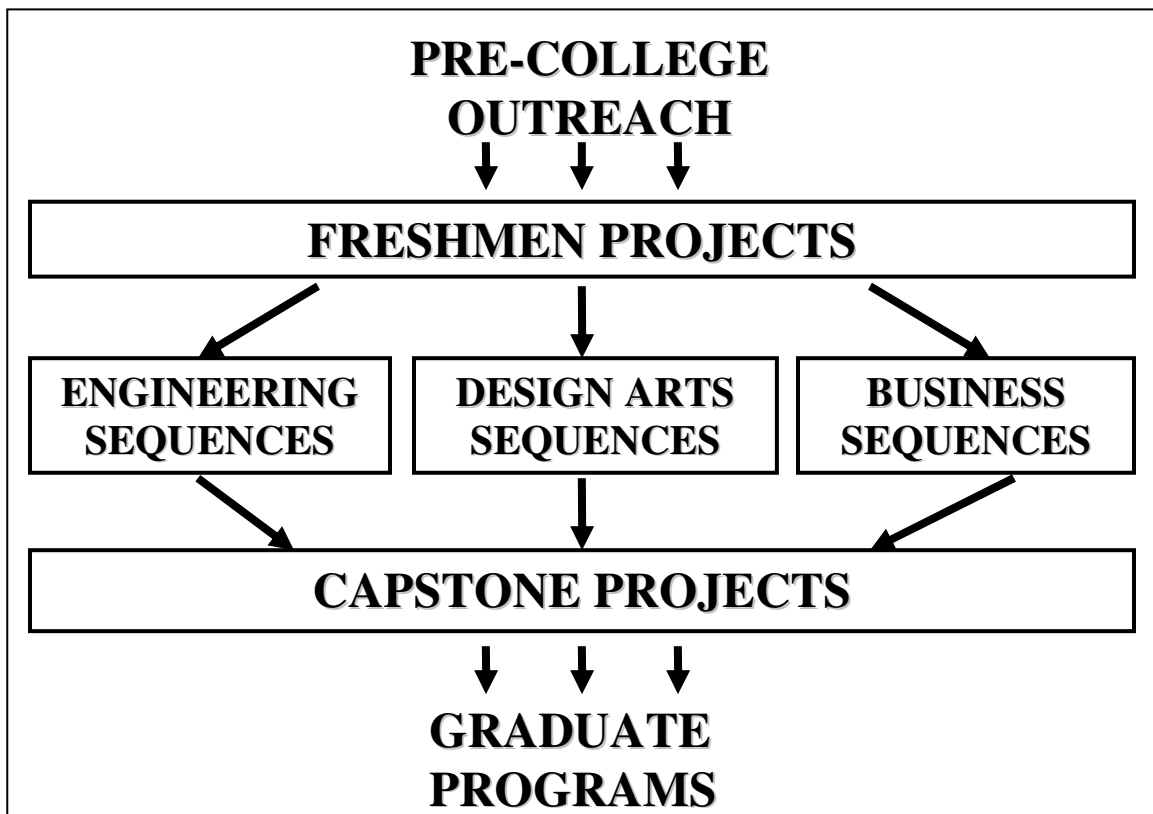 PRE-COLLEGE
OUTREACH
FRESHMEN PROJECTS
ENGINEERING
SEQUENCES
DESIGN ARTS
SEQUENCES
BUSINESS
SEQUENCES
CAPSTONE PROJECTS
GRADUATE
PROGRAMS